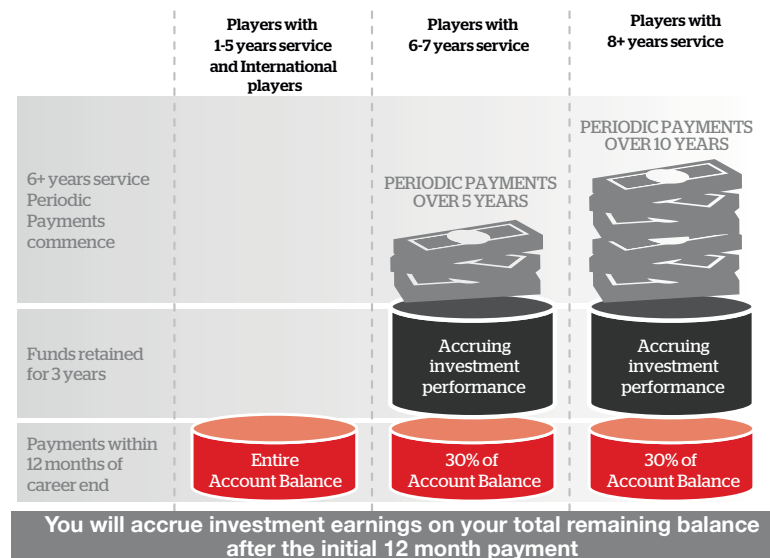 Players with
1-5 years service
and International
players
Players with
6-7 years service
Players with
8+ years service
6+ years service
Periodic
Payments
commence
PERIODIC PAYMENTS
OVER 5 YEARS
PERIODIC PAYMENTS
OVER 10 YEARS
Funds retained
for 3 years
Accruing
investment
performance
Accruing
investment
performance
Payments within
12 months of
career end
Entire
Account Balance
30% of
Account Balance
30% of
Account Balance
You will accrue investment earnings on your total remaining balance
after the initial 12 month payment